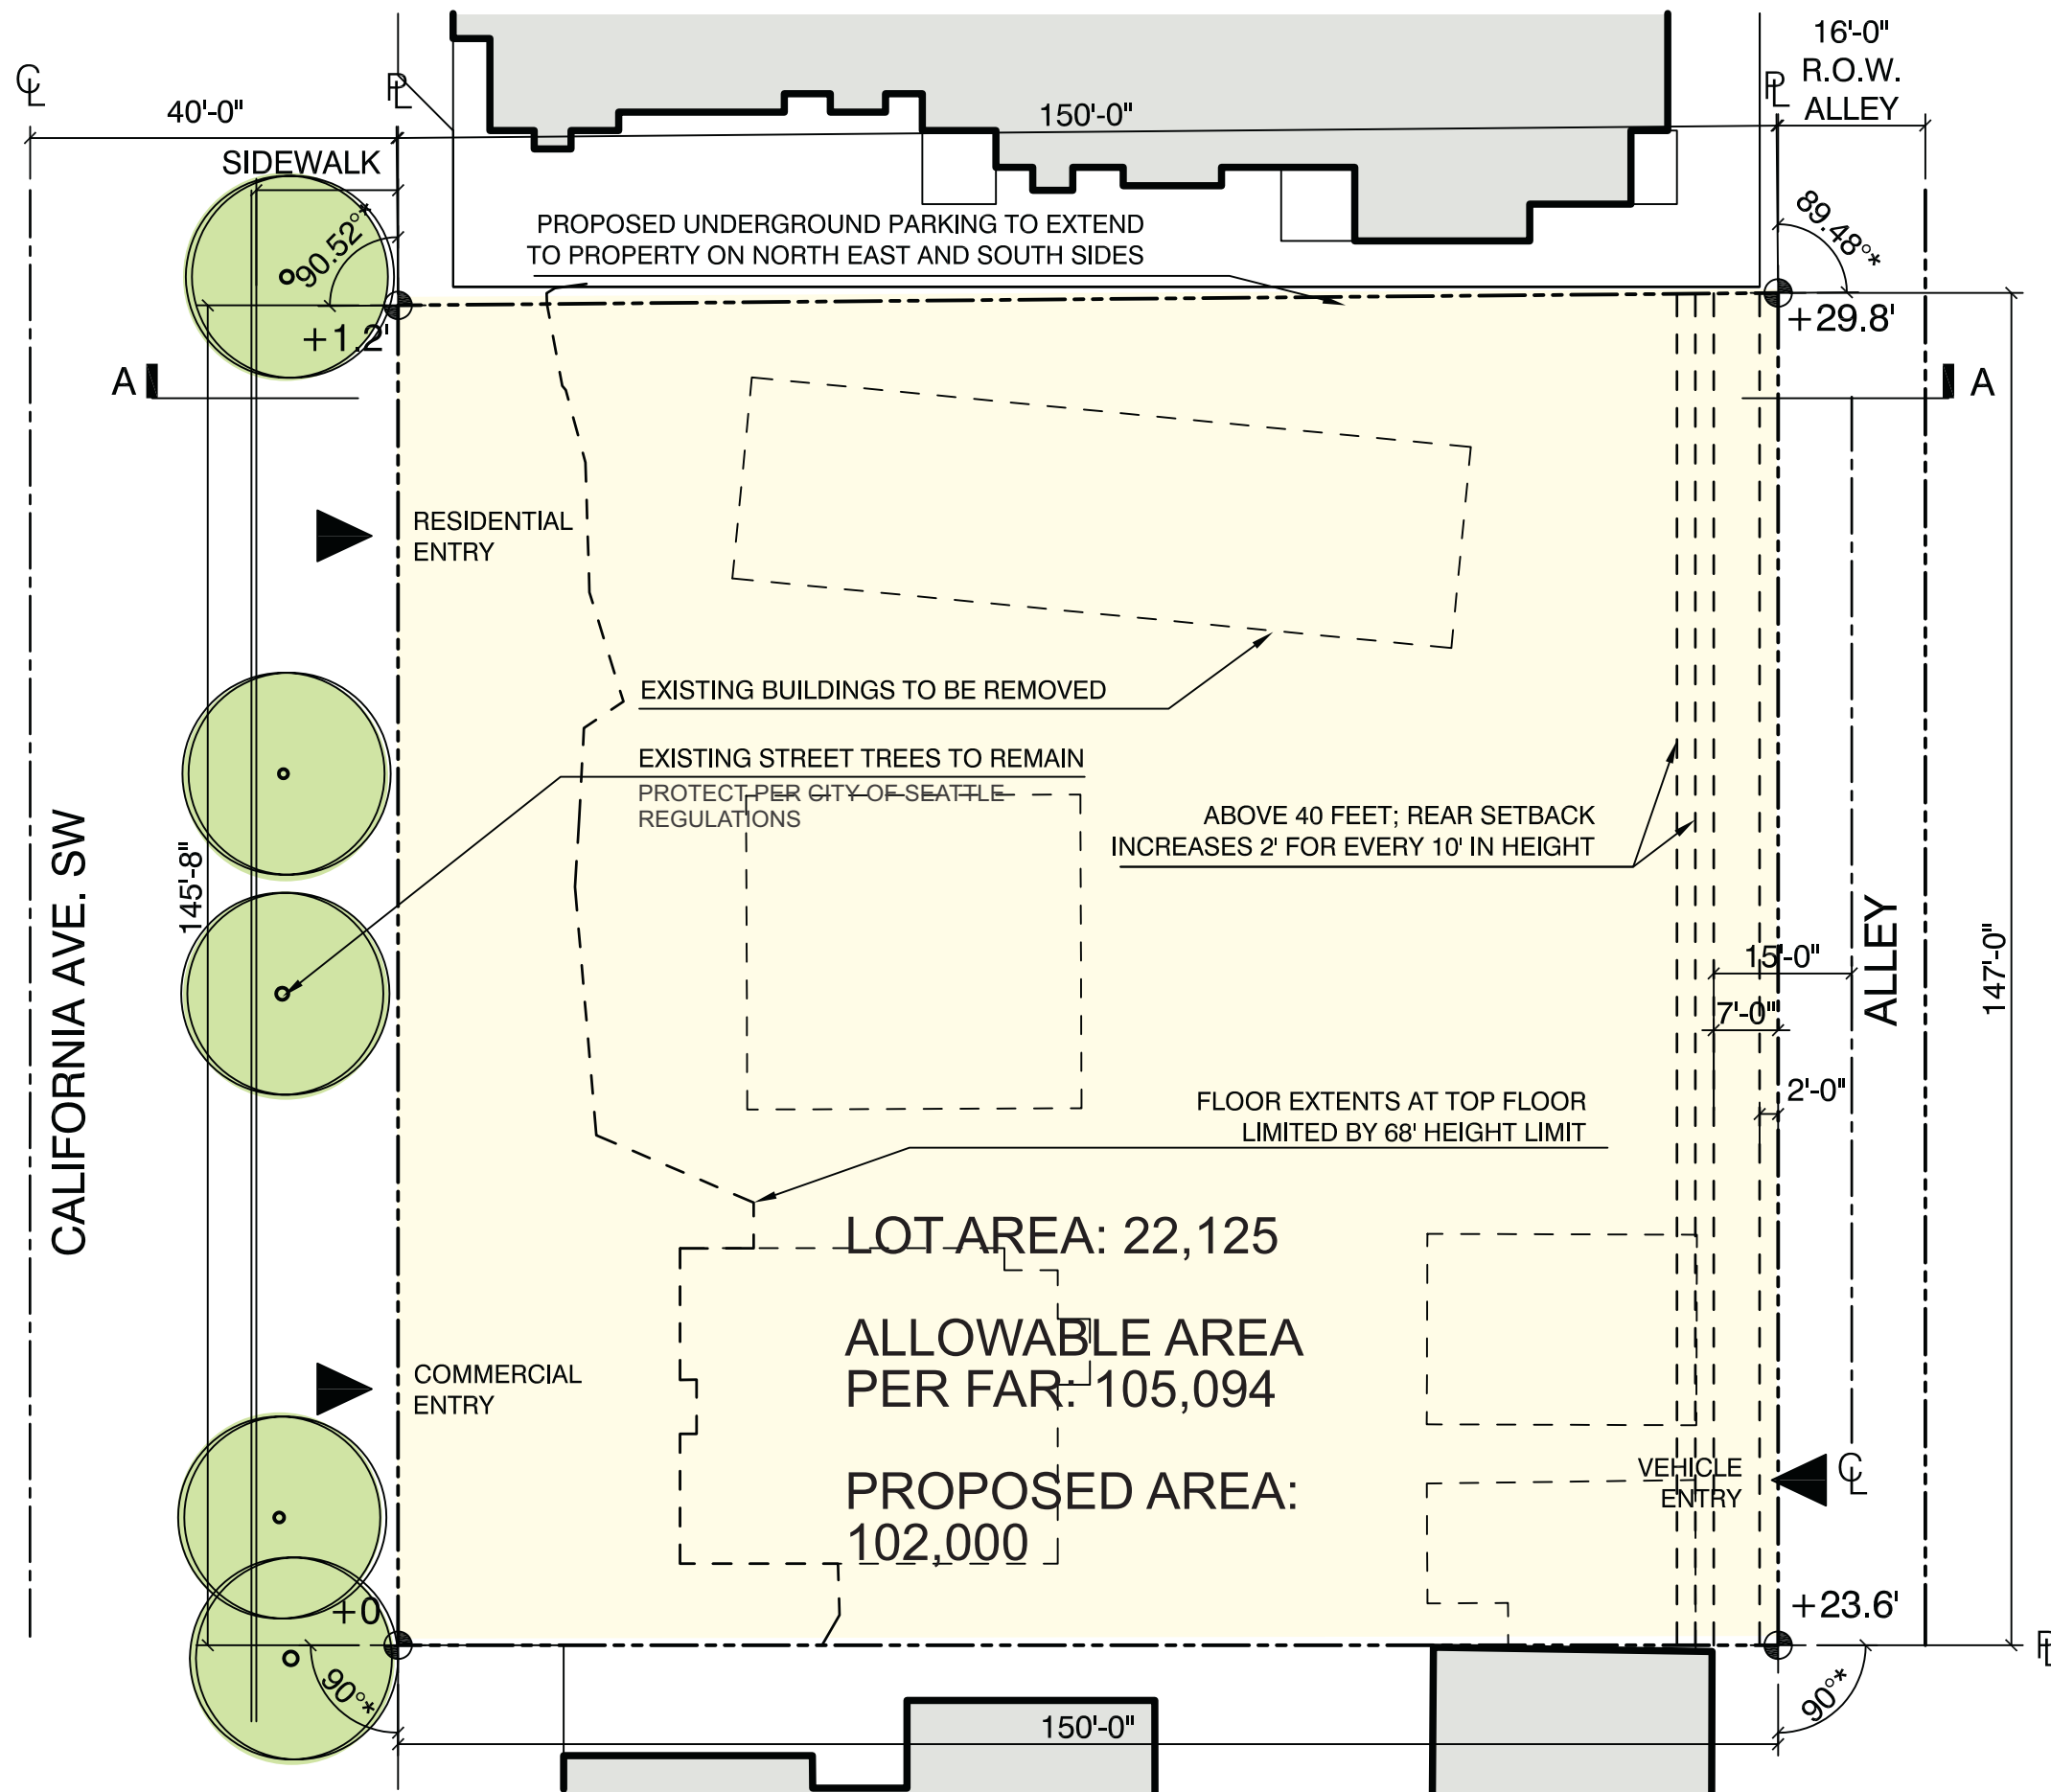 16'-0"
R.O.W.
ALLEY
CL
PL
PL
40'-0"
150'-0"
SIDEWALK
90.52°*
89.48°*
PROPOSED UNDERGROUND PARKING TO EXTEND
TO PROPERTY ON NORTH EAST AND SOUTH SIDES
+1.2'
+29.8'
A
A
RESIDENTIAL
ENTRY
EXISTING BUILDINGS TO BE REMOVED
EXISTING STREET TREES TO REMAIN
PROTECT PER CITY OF SEATTLE
REGULATIONS
ABOVE 40 FEET; REAR SETBACK
INCREASES 2' FOR EVERY 10' IN HEIGHT
CALIFORNIA AVE. SW
145'-8"
15'-0"
ALLEY
147'-0"
7'-0"
2'-0"
FLOOR EXTENTS AT TOP FLOOR
LIMITED BY 68' HEIGHT LIMIT
LOT AREA: 22,125
ALLOWABLE AREA
PER FAR: 105,094
COMMERCIAL
ENTRY
PROPOSED AREA:
102,000
VEHICLE
ENTRY
CL
+0
+23.6'
PL
90°*
90°*
150'-0"